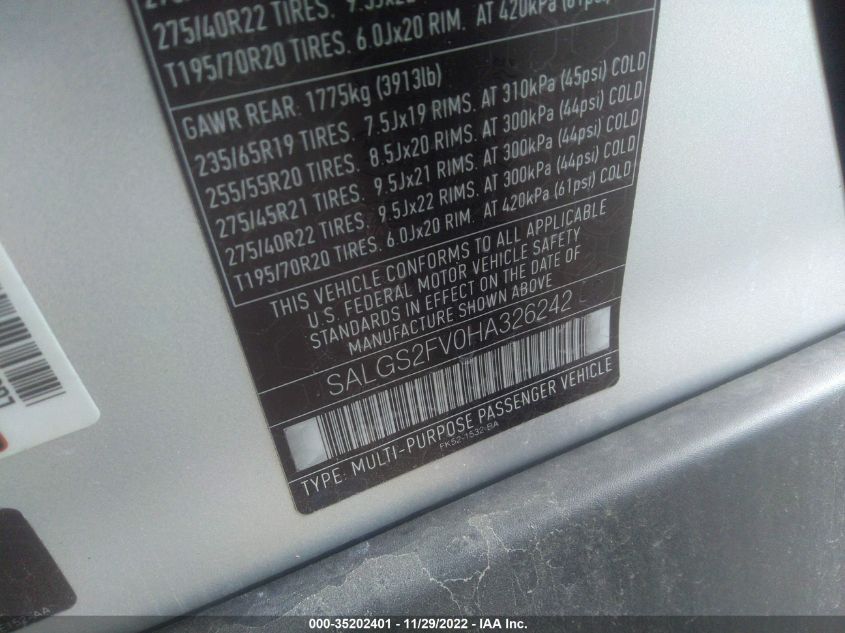 275/40R22 TIRES.
T195/70R20 TIRES. 6.0Jx20 RIM. AT 420kPa (61psi)
GAWR REAR: 1775kg (3913lb)
235/65R19 TIRES. 7.5Jx19 RIMS. AT 310kPa (45psi) COLD
255/55R20 TIRES. 8.5Jx20 RIMS. AT 300kPa (44psi) COLD
275/45R21 TIRES. 9.5Jx21 RIMS. AT 300kPa (44psi) COLD
275/40R22 TIRES. 9.5Jx22 RIMS. AT 300kPa (44psi) COLD
T195/70R20 TIRES. 6.0Jx20 RIM. AT 420kPa (61psi) COLD
THIS VEHICLE CONFORMS TO ALL APPLICABLE
U.S. FEDERAL MOTOR VEHICLE SAFETY
STANDARDS IN EFFECT ON THE DATE OF
MANUFACTURE SHOWN ABOVE
SALGS2FV0HA326242
TYPE: MULTI-PURPOSE PASSENGER VEHICLE
FK52-1532-BA
000-35202401 - 11/29/2022 - IAA Inc.